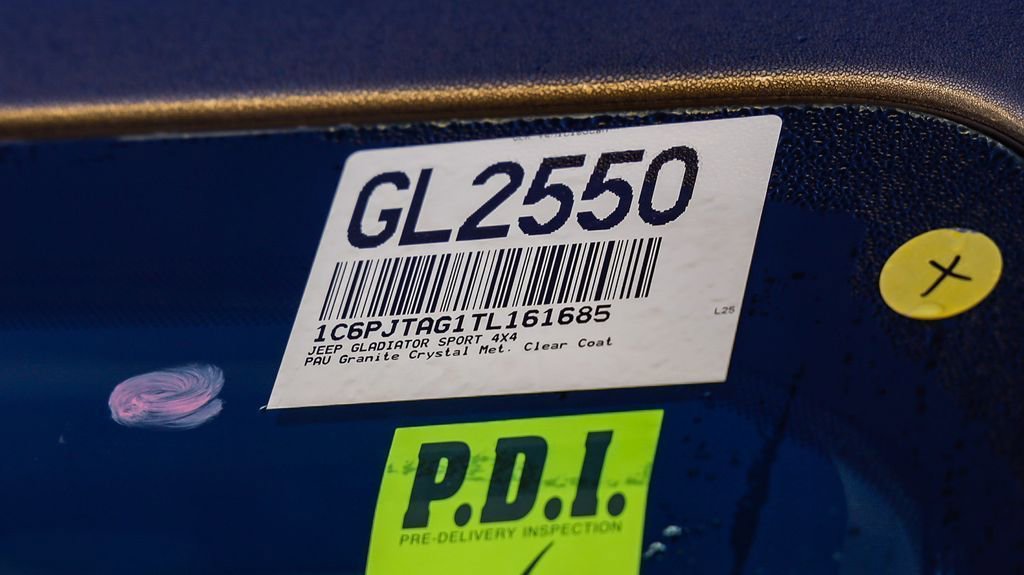 GL2550
1C6PJTAG1TL161685
JEEP GLADIATOR SPORT 4X4
PAU Granite Crystal Met. Clear Coat
L25
X
P.D.I.
PRE-DELIVERY INSPECTION